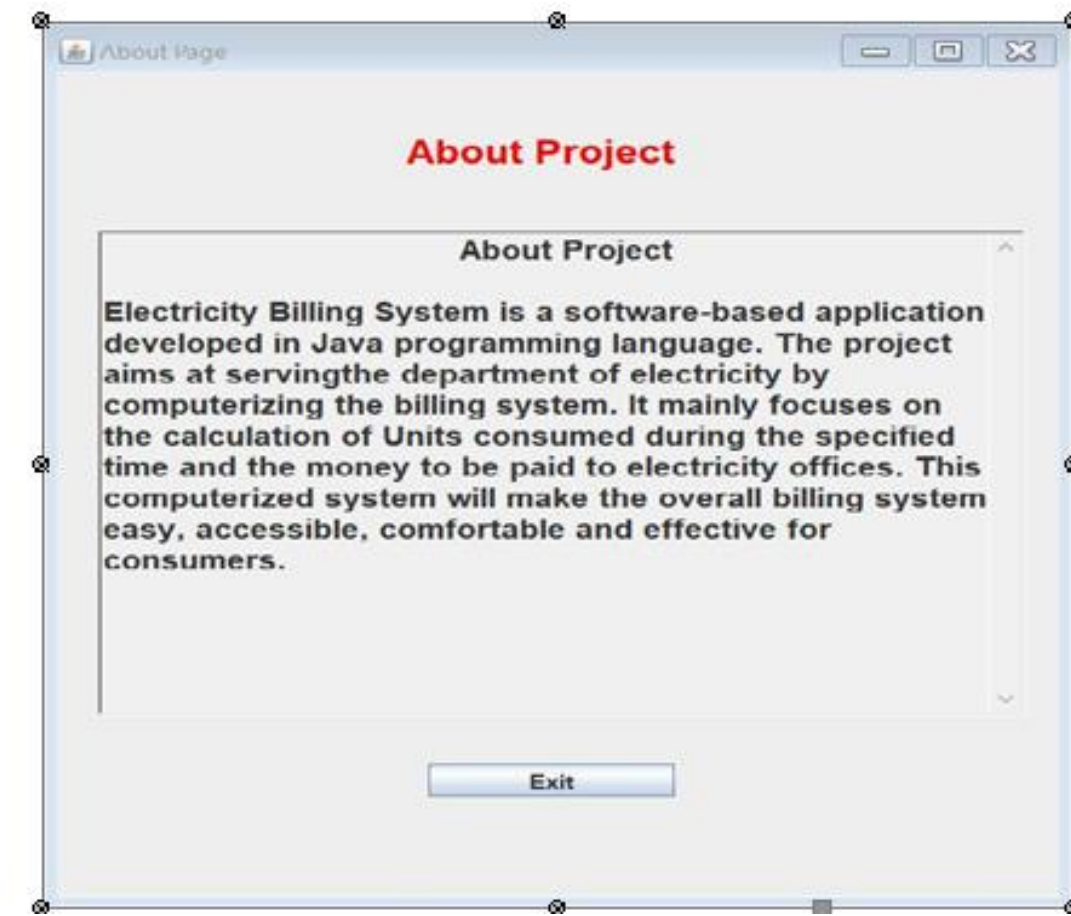 About Page
About Project
About Project
Electricity Billing System is a software-based application
developed in Java programming language. The project
aims at servingthe department of electricity by
computerizing the billing system. It mainly focuses on
the calculation of Units consumed during the specified
time and the money to be paid to electricity offices. This
computerized system will make the overall billing system
easy, accessible, comfortable and effective for
consumers.
Exit